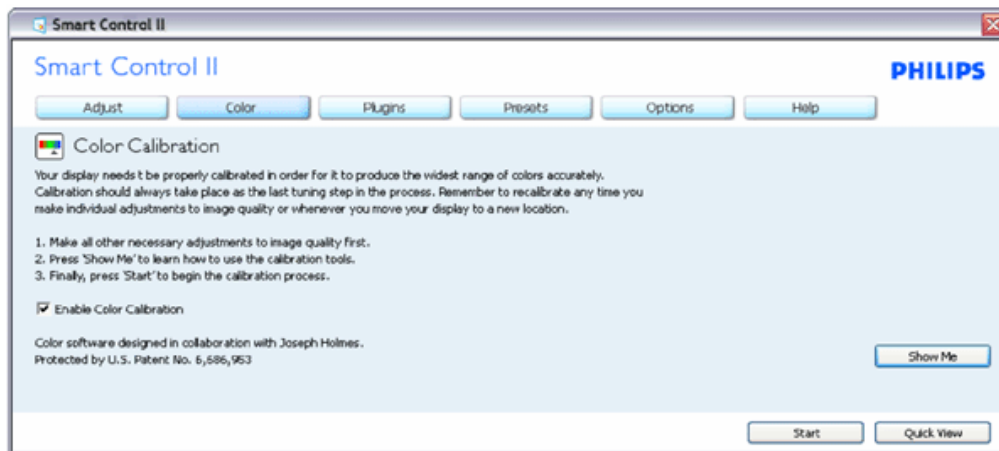 Smart Control II
Smart Control II
PHILIPS
Adjust
Color
Plugins
Presets
Options
Help
Color Calibration
Your display needs t be properly calibrated in order for it to produce the widest range of colors accurately.
Calibration should always take place as the last tuning step in the process. Remember to recalibrate any time you
make individual adjustments to image quality or whenever you move your display to a new location.
1. Make all other necessary adjustments to image quality first.
2. Press 'Show Me' to learn how to use the calibration tools.
3. Finally, press 'Start' to begin the calibration process.
Enable Color Calibration
Color software designed in collaboration with Joseph Holmes.
Protected by U.S. Patent No. 6,686,953
Show Me
Start
Quick View